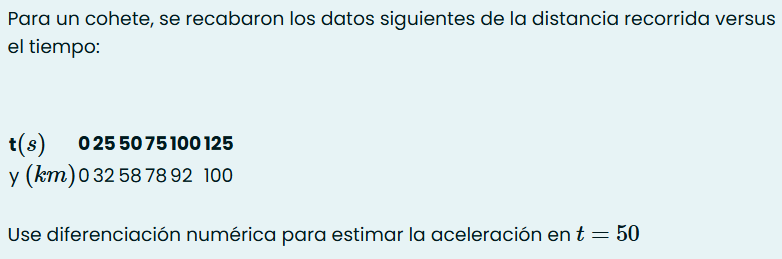 Para un cohete, se recabaron los datos siguientes de la distancia recorrida versus
el tiempo:
t(s) 0 25 50 75 100 125
y (km) 0 32 58 78 92 100
Use diferenciación numérica para estimar la aceleración en t = 50